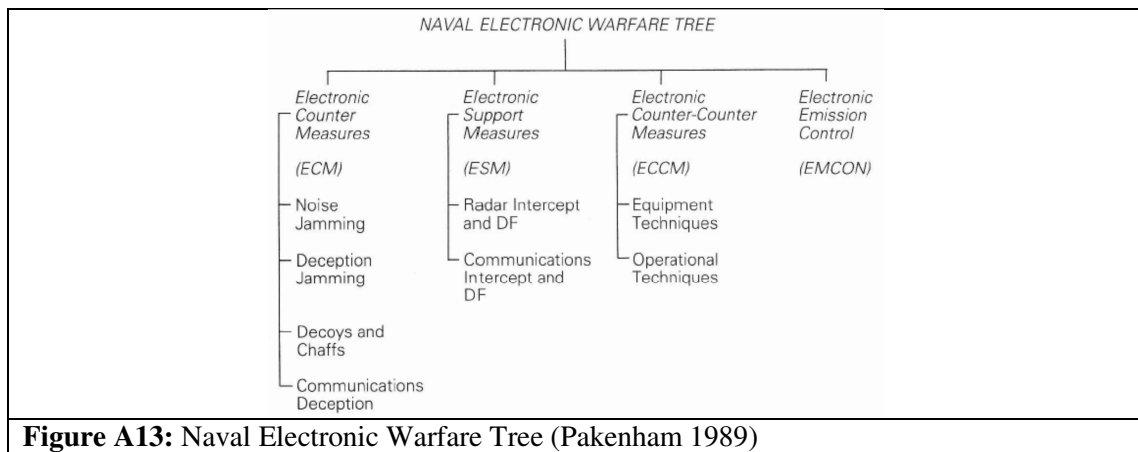 NAVAL ELECTRONIC WARFARE TREE
Electronic
Counter
Measures
(ECM)
Noise
Jamming
Deception
Jamming
Decoys and
Chaffs
Communications
Deception
Electronic
Support
Measures
(ESM)
Radar Intercept
and DF
Communications
Intercept and
DF
Electronic
Counter-Counter
Measures
(ECCM)
Equipment
Techniques
Operational
Techniques
Electronic
Emission
Control
(EMCON)
Figure A13: Naval Electronic Warfare Tree (Pakenham 1989)